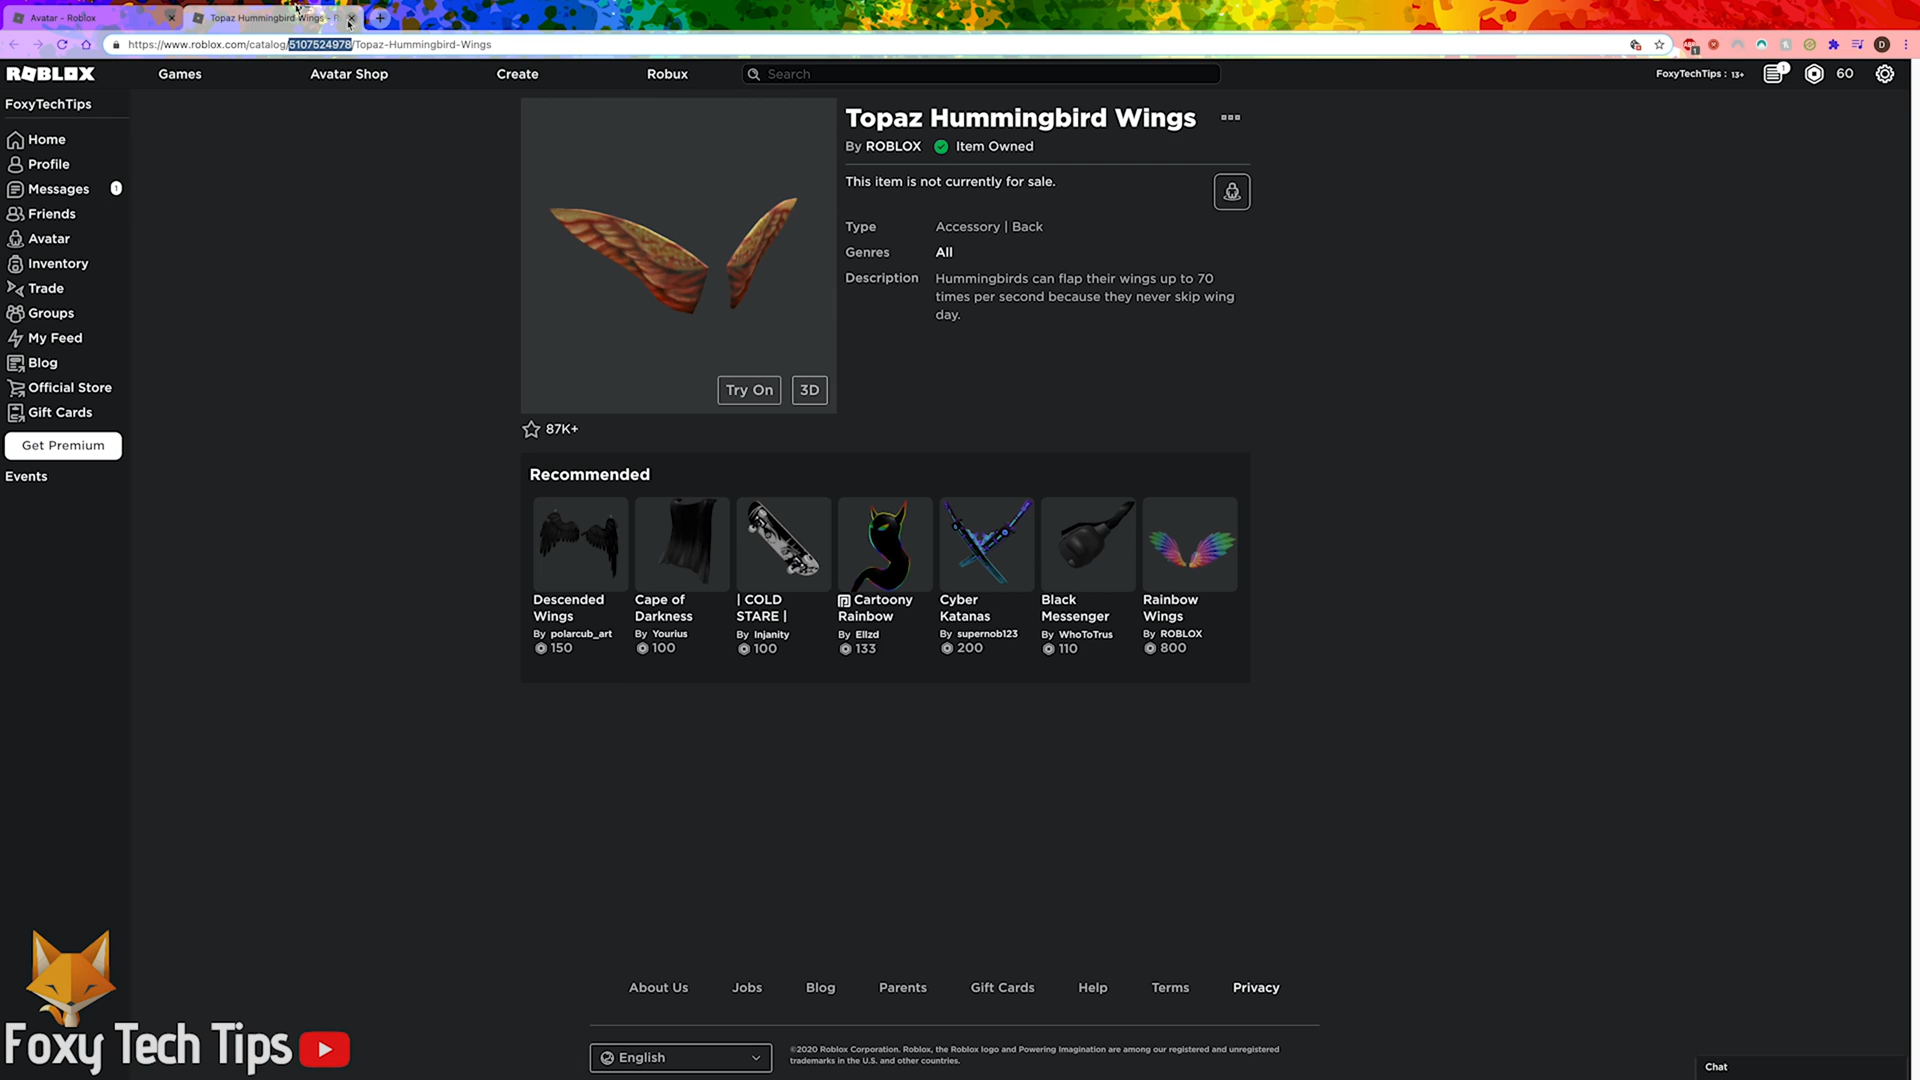 Avatar - Roblox
Topaz Hummingbird Wings -
https://www.roblox.com/catalog/5107524978/Topaz-Hummingbird-Wings
ROBLOX
Games
Avatar Shop
Create
Robux
Search
FoxyTechTips : 13+
1
60
FoxyTechTips
Home
Profile
Messages
1
Friends
Avatar
Inventory
Trade
Groups
My Feed
Blog
Official Store
Gift Cards
Get Premium
Events
Topaz Hummingbird Wings
By ROBLOX
Item Owned
This item is not currently for sale.
Type
Accessory | Back
Genres
All
Description
Hummingbirds can flap their wings up to 70
times per second because they never skip wing
day.
Try On
3D
87K+
Recommended
Descended
Wings
By polarcub_art
150
Cape of
Darkness
By Yourius
100
| COLD
STARE |
By Injanity
100
Cartoony
Rainbow
By Ellzd
133
Cyber
Katanas
By supernob123
200
Black
Messenger
By WhoToTrus
110
Rainbow
Wings
By ROBLOX
800
About Us
Jobs
Blog
Parents
Gift Cards
Help
Terms
Privacy
English
©2020 Roblox Corporation. Roblox, the Roblox logo and Powering Imagination are among our registered and unregistered
trademarks in the U.S. and other countries.
Chat
Foxy Tech Tips